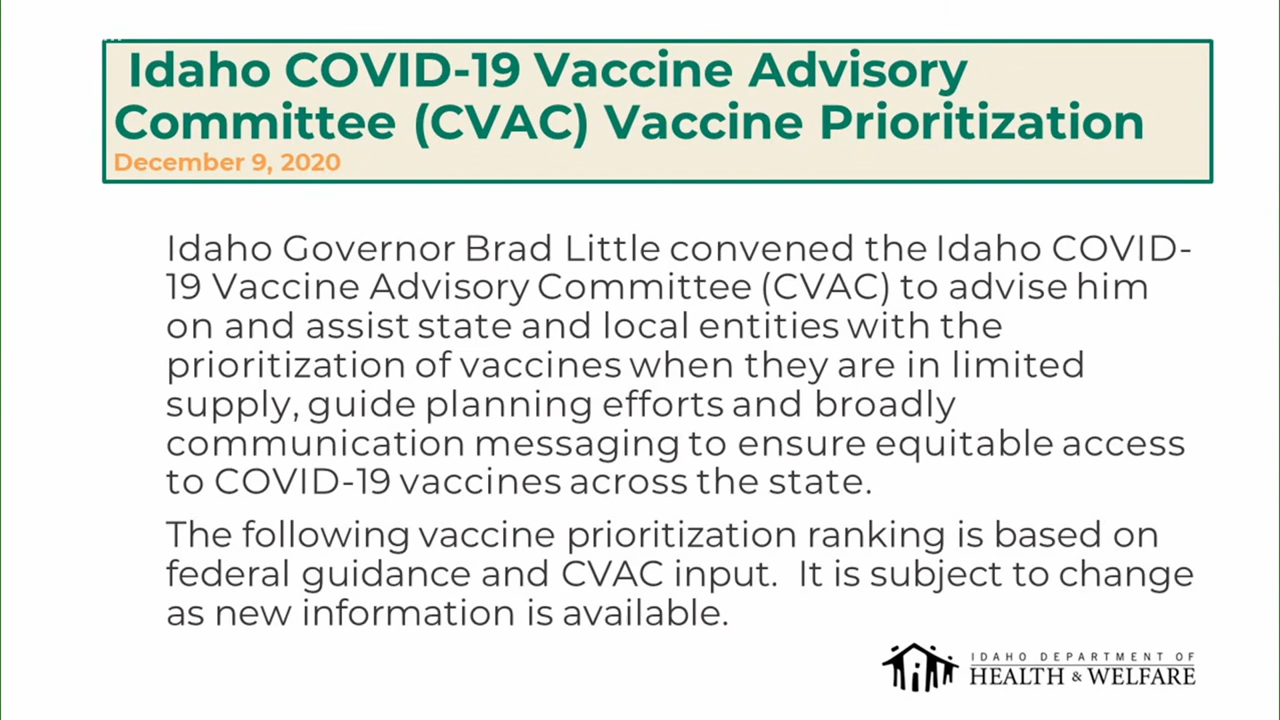 Idaho COVID-19 Vaccine Advisory
Committee (CVAC) Vaccine Prioritization
December 9, 2020
Idaho Governor Brad Little convened the Idaho COVID-
19 Vaccine Advisory Committee (CVAC) to advise him
on and assist state and local entities with the
prioritization of vaccines when they are in limited
supply, guide planning efforts and broadly
communication messaging to ensure equitable access
to COVID-19 vaccines across the state.
The following vaccine prioritization ranking is based on
federal guidance and CVAC input. It is subject to change
as new information is available.
IDAHO DEPARTMENT OF
HEALTH & WELFARE